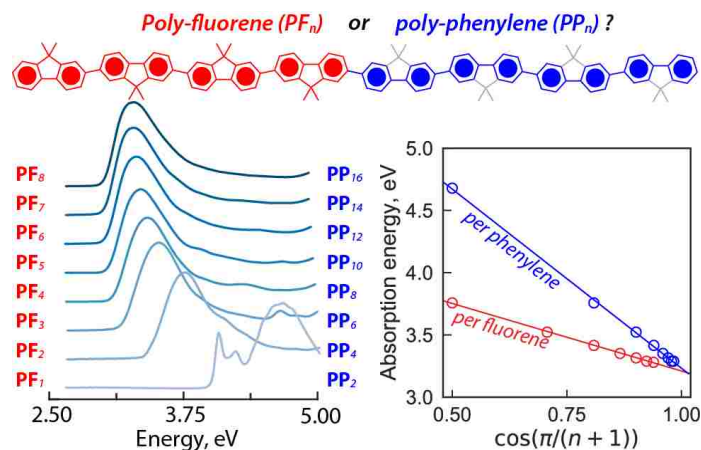 Poly-fluorene (PFn) or poly-phenylene (PPn) ?
PF8 PP16
PF7 PP14
PF6 PP12
PF5 PP10
PF4 PP8
PF3 PP6
PF2 PP4
PF1 PP2
2.50 3.75 5.00
Energy, eV
5.0
4.5
4.0
3.5
3.0
Absorption energy, eV
per phenylene
per fluorene
0.50 0.75 1.00
cos(π/(n + 1))